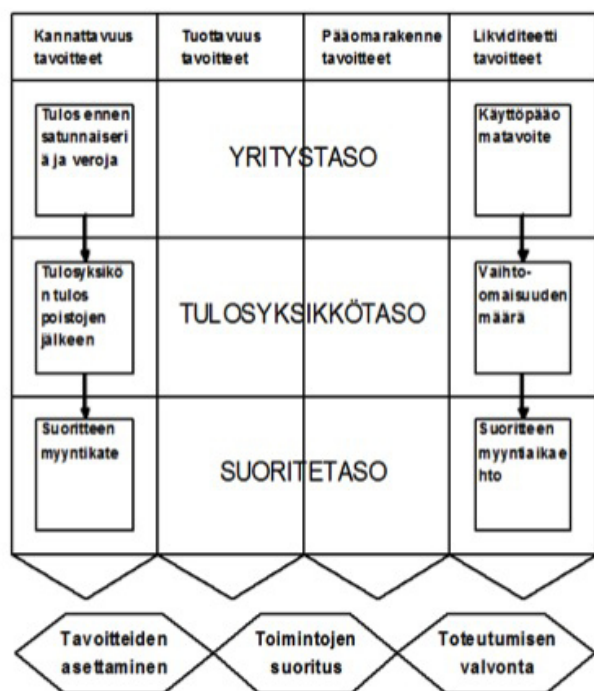 Kannattavuus
tavoitteet
Tuottavuus
tavoitteet
Pääomarakenne
tavoitteet
Likviditeetti
tavoitteet
Tulos ennen
satunnaiseri
ä ja veroja
YRITYSTASO
Käyttöpääo
matavoite
Tulosyksikö
n tulos
poistojen
jälkeen
TULOSYKSIKKÖTASO
Vaihto-
omaisuuden
määrä
Suoritteen
myyntikate
SUORITETASO
Suoritteen
myyntiaikae
hto
Tavoitteiden
asettaminen
Toimintojen
suoritus
Toteutumisen
valvonta